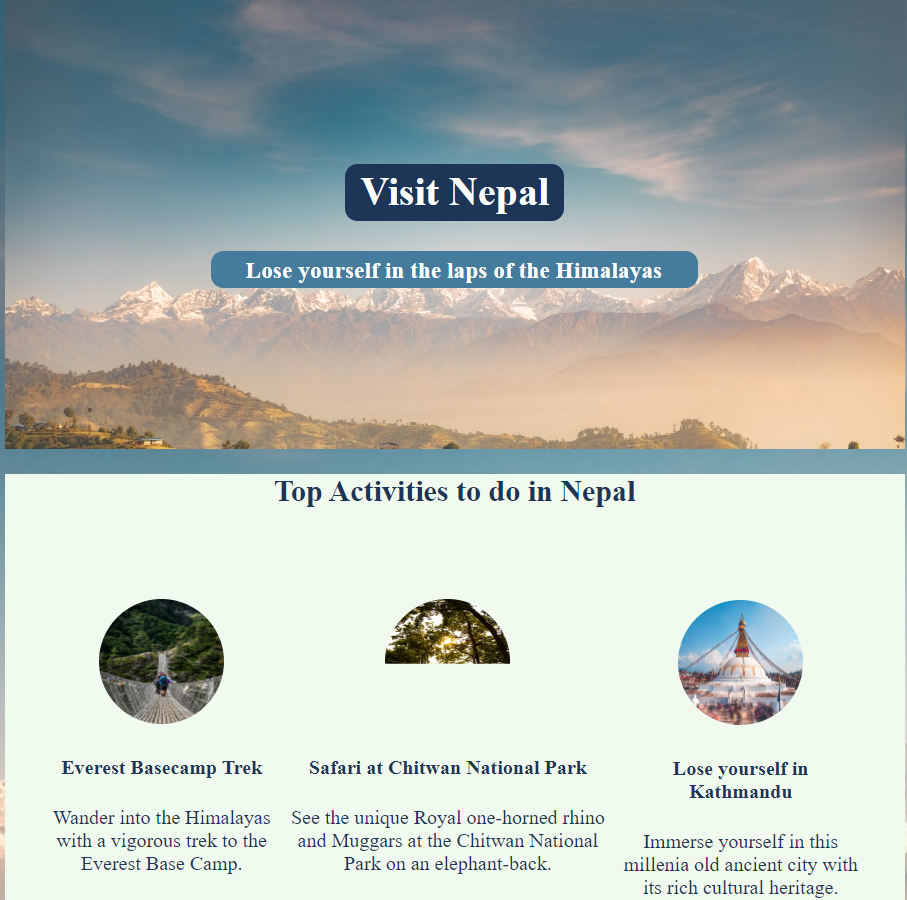 Visit Nepal
Lose yourself in the laps of the Himalayas
Top Activities to do in Nepal
Everest Basecamp Trek
Wander into the Himalayas
with a vigorous trek to the
Everest Base Camp.
Safari at Chitwan National Park
See the unique Royal one-horned rhino
and Muggars at the Chitwan National
Park on an elephant-back.
Lose yourself in
Kathmandu
Immerse yourself in this
millenia old ancient city with
its rich cultural heritage.